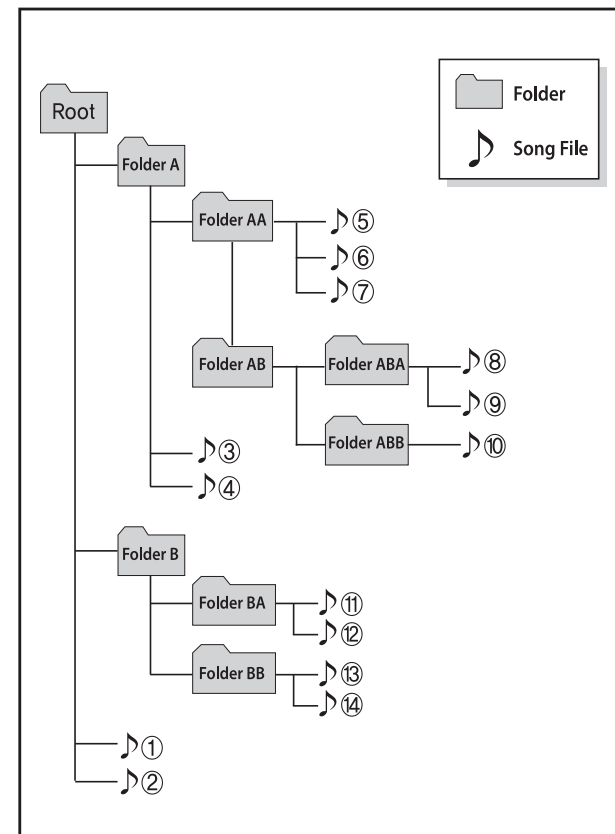 Root
Folder
Song File
Folder A
Folder AA
⑤
⑥
⑦
Folder AB
Folder ABA
⑧
⑨
Folder ABB
⑩
③
④
Folder B
Folder BA
⑪
⑫
Folder BB
⑬
⑭
①
②